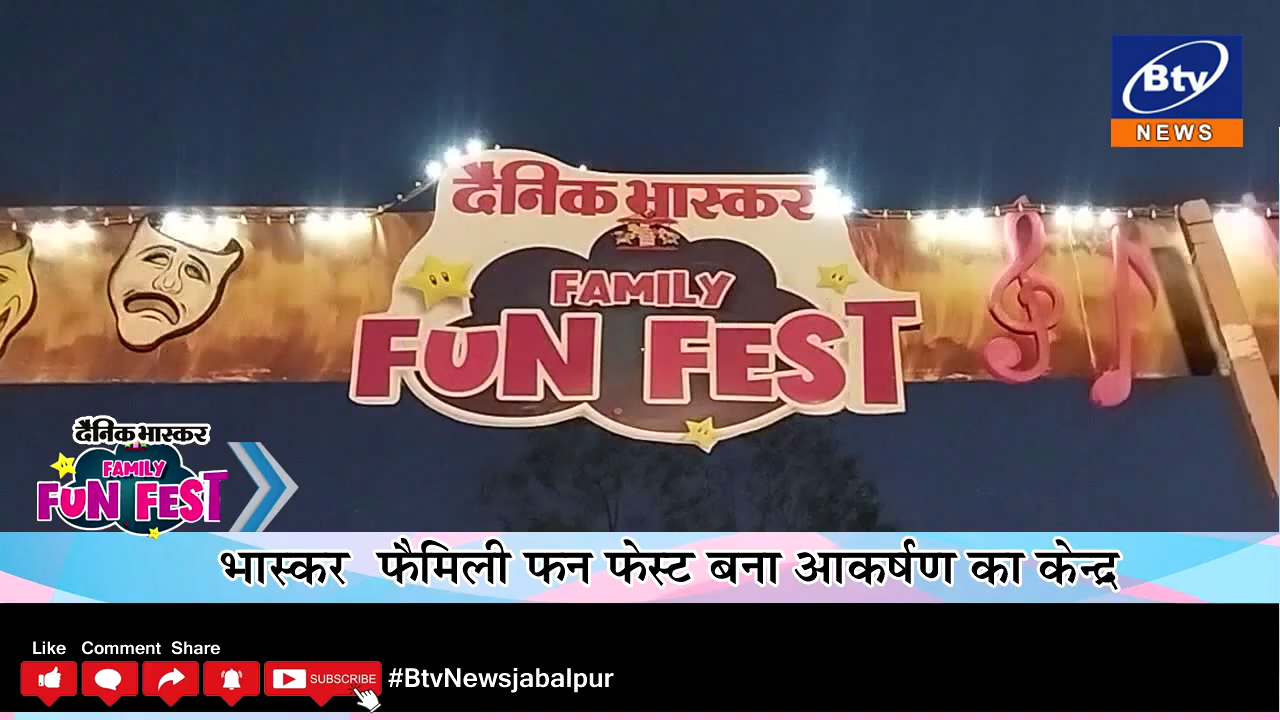 Btv
NEWS
दैनिक भास्कर
FAMILY
FUN FEST
दैनिक भास्कर
FAMILY
FUN FEST
भास्कर फैमिली फन फेस्ट बना आकर्षण का केन्द्र
Like Comment Share
SUBSCRIBE #BtvNewsjabalpur